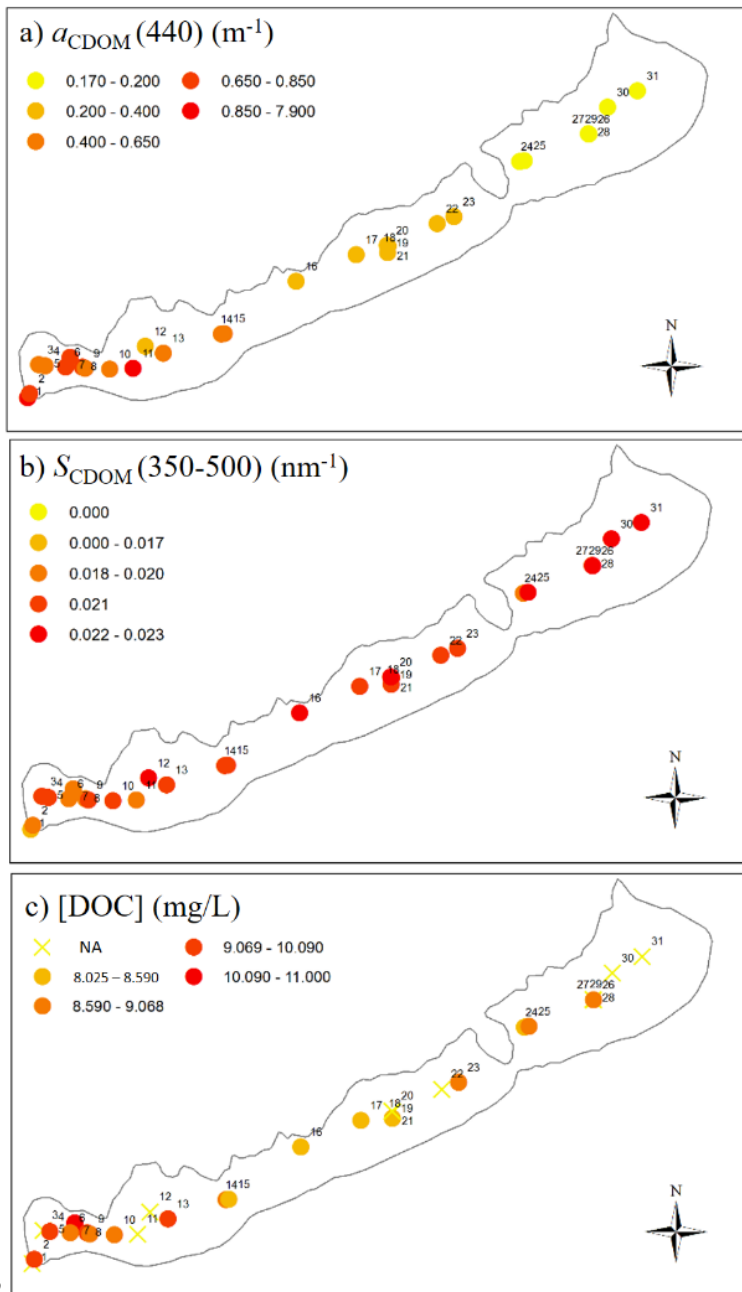 a) aCDOM (440) (m-1)
0.170 - 0.200
0.650 - 0.850
0.200 - 0.400
0.850 - 7.900
0.400 - 0.650
31
30
272926
28
2425
23
22
20
17
18
19
21
16
1415
12
13
34 6 9 10 11
5 7 8
2
1
N
b) SCDOM (350-500) (nm-1)
0.000
0.000 - 0.017
0.018 - 0.020
0.021
0.022 - 0.023
31
30
272926
28
2425
23
22
20
17
18
19
21
16
1415
12
13
34 6 9 10 11
5 7 8
2
1
N
c) [DOC] (mg/L)
NA
9.069 - 10.090
8.025 – 8.590
10.090 - 11.000
8.590 - 9.068
31
30
272926
28
2425
23
22
20
17
18
19
21
16
1415
12
13
34 6 9 10 11
5 7 8
2
1
N